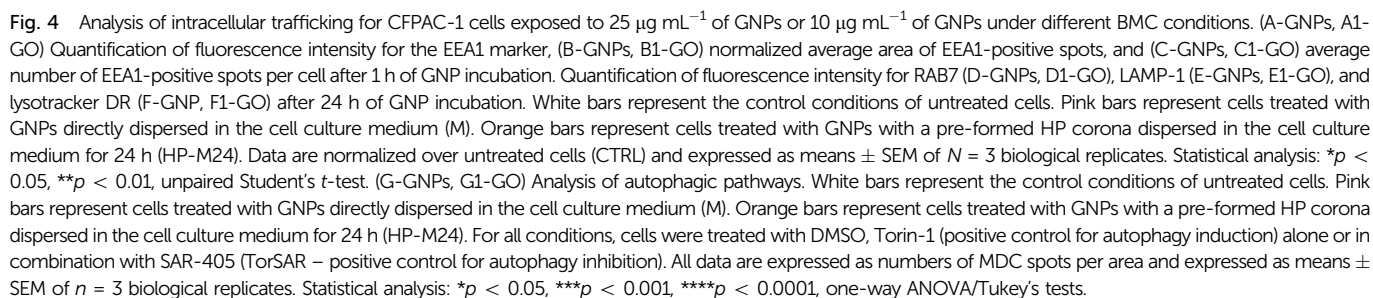 Fig. 4 Analysis of intracellular trafficking for CFPAC-1 cells exposed to 25 μg mL⁻¹ of GNPs or 10 μg mL⁻¹ of GNPs under different BMC conditions. (A-GNPs, A1-
GO) Quantification of fluorescence intensity for the EEA1 marker, (B-GNPs, B1-GO) normalized average area of EEA1-positive spots, and (C-GNPs, C1-GO) average
number of EEA1-positive spots per cell after 1 h of GNP incubation. Quantification of fluorescence intensity for RAB7 (D-GNPs, D1-GO), LAMP-1 (E-GNPs, E1-GO), and
lysotracker DR (F-GNP, F1-GO) after 24 h of GNP incubation. White bars represent the control conditions of untreated cells. Pink bars represent cells treated with
GNPs directly dispersed in the cell culture medium (M). Orange bars represent cells treated with GNPs with a pre-formed HP corona dispersed in the cell culture
medium for 24 h (HP-M24). Data are normalized over untreated cells (CTRL) and expressed as means ± SEM of N = 3 biological replicates. Statistical analysis: *p <
0.05, **p < 0.01, unpaired Student's t-test. (G-GNPs, G1-GO) Analysis of autophagic pathways. White bars represent the control conditions of untreated cells. Pink
bars represent cells treated with GNPs directly dispersed in the cell culture medium (M). Orange bars represent cells treated with GNPs with a pre-formed HP corona
dispersed in the cell culture medium for 24 h (HP-M24). For all conditions, cells were treated with DMSO, Torin-1 (positive control for autophagy induction) alone or in
combination with SAR-405 (TorSAR – positive control for autophagy inhibition). All data are expressed as numbers of MDC spots per area and expressed as means ±
SEM of n = 3 biological replicates. Statistical analysis: *p < 0.05, ***p < 0.001, ****p < 0.0001, one-way ANOVA/Tukey's tests.